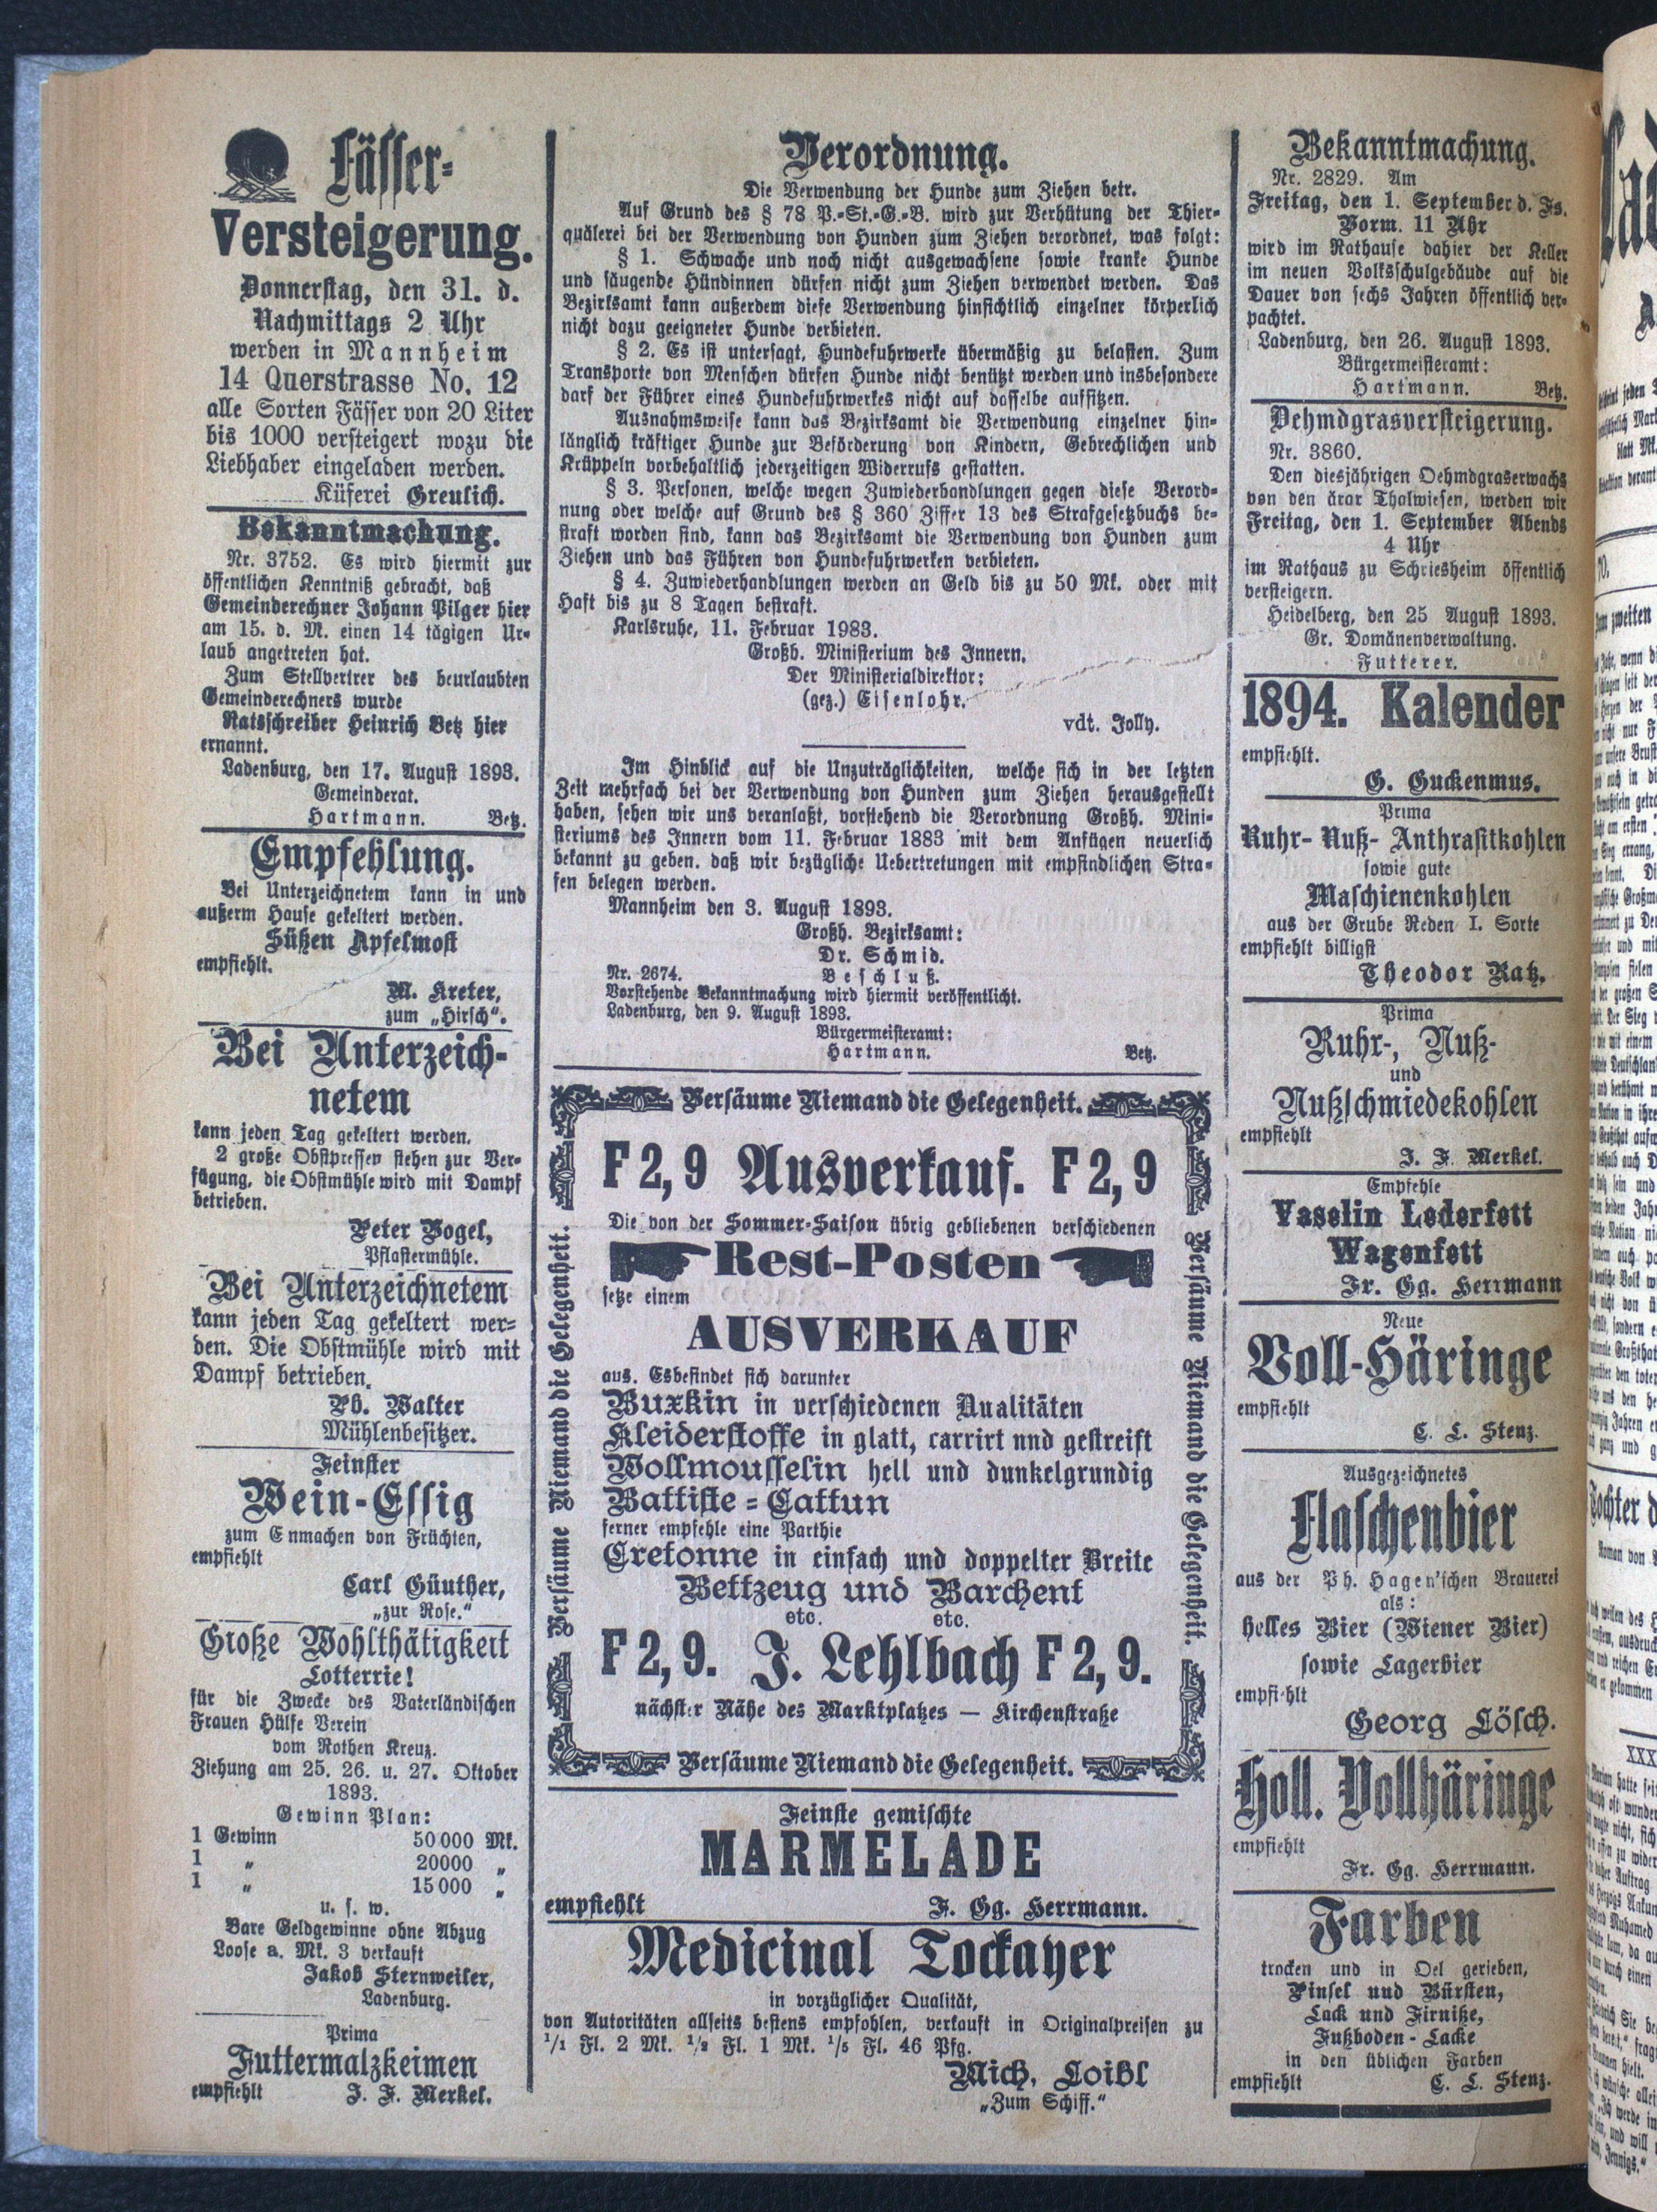 Fässer-
Versteigerung.
Donnerstag, den 31. d.
Nachmittags 2 Uhr
werden in Mannheim
14 Querstrasse No. 12
alle Sorten Fässer von 20 Liter
bis 1000 versteigert wozu die
Liebhaber eingeladen werden.
Küferei Greulich.
Bekanntmachung.
Nr. 3752. Es wird hiermit zur
öffentlichen Kenntniß gebracht, daß
Gemeinderechner Johann Pilger hier
am 15. d. M. einen 14 tägigen Ur-
laub angetreten hat.
Zum Stellvertrer des beurlaubten
Gemeinderechners wurde
Ratsschreiber Heinrich Betz hier
ernannt.
Ladenburg, den 17. August 1893.
Gemeinderat.
Hartmann. Betz.
Empfehlung.
Bei Unterzeichnetem kann in und
außerm Hause gekeltert werden.
Süßen Apfelmost
empfiehlt.
M. Kreter,
zum „Hirsch“.
Bei Unterzeich-
netem
kann jeden Tag gekeltert werden.
2 große Obstpressen stehen zur Ver-
fügung, die Obstmühle wird mit Dampf
betrieben.
Peter Vogel,
Pflastermühle.
Bei Unterzeichnetem
kann jeden Tag gekeltert wer-
den. Die Obstmühle wird mit
Dampf betrieben.
Ph. Walter
Mühlenbesitzer.
Feinster
Wein-Essig
zum Enmachen von Früchten,
empfiehlt
Carl Günther,
„zur Rose.“
Große Wohlthätigkeit
Lotterrie!
für die Zwecke des Vaterländischen
Frauen Hülfe Verein
vom Rothen Kreuz.
Ziehung am 25. 26. u. 27. Oktober
1893.
Gewinn Plan:
1 Gewinn 50000 Mk.
1 „ 20000 „
1 „ 15000 „
u. s. w.
Bare Geldgewinne ohne Abzug
Loose a. Mk. 3 verkauft
Jakob Sternweiler,
Ladenburg.
Prima
Futtermalzkeimen
empfiehlt J. F. Merkel.
Verordnung.
Die Verwendung der Hunde zum Ziehen betr.
Auf Grund des § 78 P.-St.-G.-B. wird zur Verhütung der Thier-
quälerei bei der Verwendung von Hunden zum Ziehen verordnet, was folgt:
§ 1. Schwache und noch nicht ausgewachsene sowie kranke Hunde
und säugende Hündinnen dürfen nicht zum Ziehen verwendet werden. Das
Bezirksamt kann außerdem diese Verwendung hinsichtlich einzelner körperlich
nicht dazu geeigneter Hunde verbieten.
§ 2. Es ist untersagt, Hundefuhrwerke übermäßig zu belasten. Zum
Transporte von Menschen dürfen Hunde nicht benützt werden und insbesondere
darf der Führer eines Hundefuhrwerkes nicht auf dasselbe aufsitzen.
Ausnahmsweise kann das Bezirksamt die Verwendung einzelner hin-
länglich kräftiger Hunde zur Beförderung von Kindern, Gebrechlichen und
Krüppeln vorbehaltlich jederzeitigen Widerrufs gestatten.
§ 3. Personen, welche wegen Zuwiederhandlungen gegen diese Verord-
nung oder welche auf Grund des § 360 Ziffer 13 des Strafgesetzbuchs be-
straft worden sind, kann das Bezirksamt die Verwendung von Hunden zum
Ziehen und das Führen von Hundefuhrwerken verbieten.
§ 4. Zuwiederhandlungen werden an Geld bis zu 50 Mk. oder mit
Haft bis zu 8 Tagen bestraft.
Karlsruhe, 11. Februar 1983.
Großh. Ministerium des Innern.
Der Ministerialdirektor:
(gez.) Eisenlohr.
vdt. Jolly.
Im Hinblick auf die Unzuträglichkeiten, welche sich in der letzten
Zeit mehrfach bei der Verwendung von Hunden zum Ziehen herausgestellt
haben, sehen wir uns veranlaßt, vorstehend die Verordnung Großh. Mini-
steriums des Innern vom 11. Februar 1883 mit dem Anfügen neuerlich
bekannt zu geben. daß wir bezügliche Uebertretungen mit empfindlichen Stra-
fen belegen werden.
Mannheim den 3. August 1893.
Großh. Bezirksamt:
Dr. Schmid.
Nr. 2674. Beschluß.
Vorstehende Bekanntmachung wird hiermit veröffentlicht.
Ladenburg, den 9. August 1893.
Bürgermeisteramt:
Hartmann. Betz.
Versäume Niemand die Gelegenheit.
Versäume Niemand die Gelegenheit.
Versäume Niemand die Gelegenheit.
F 2, 9 Ausverkauf. F 2, 9
Die von der Sommer-Saison übrig gebliebenen verschiedenen
Rest-Posten
setze einem
AUSVERKAUF
aus. Esbefindet sich darunter
Buxkin in verschiedenen Qualitäten
Kleiderstoffe in glatt, carrirt nnd gestreift
Wollmousselin hell und dunkelgrundig
Battiste = Cattun
ferner empfehle eine Parthie
Cretonne in einfach und doppelter Breite
Bettzeug und Barchent
etc. etc.
F 2, 9. J. Lehlbach F 2, 9.
nächster Nähe des Marktplatzes — Kirchenstraße
Versäume Niemand die Gelegenheit.
Feinste gemischte
MARMELADE
empfiehlt F. Gg. Herrmann.
Medicinal Tockayer
in vorzüglicher Qualität,
von Autoritäten allseits bestens empfohlen, verkauft in Originalpreisen zu
1/1 Fl. 2 Mk. 1/2 Fl. 1 Mk. 1/5 Fl. 46 Pfg.
Mich. Loibl
„Zum Schiff.“
Bekanntmachung.
Nr. 2829. Am
Freitag, den 1. September d. Js.
Vorm. 11 Uhr
wird im Rathause dahier der Keller
im neuen Volksschulgebäude auf die
Dauer von sechs Jahren öffentlich ver-
pachtet.
Ladenburg, den 26. August 1893.
Bürgermeisteramt:
Hartmann. Betz.
Oehmdgrasversteigerung.
Nr. 3860.
Den diesjährigen Oehmdgraserwachs
von den ärar Thalwiesen, werden wir
Freitag, den 1. September Abends
4 Uhr
im Rathaus zu Schriesheim öffentlich
versteigern.
Heidelberg, den 25 August 1893.
Gr. Domänenverwaltung.
Futterer.
1894. Kalender
empfiehlt.
G. Guckenmus.
Prima
Ruhr- Nuß- Anthrasitkohlen
sowie gute
Maschienenkohlen
aus der Grube Reden I. Sorte
empfiehlt billigst
Theodor Katz.
Prima
Ruhr-, Nuß-
und
Nußschmiedekohlen
empfiehlt
J. F. Merkel.
Empfehle
Vaselin Lederfett
Wagenfett
Fr. Gg. Herrmann
Neue
Voll-Häringe
empfiehlt
C. L. Stenz.
Ausgezeichnetes
Flaschenbier
aus der Ph. Hagen'schen Brauerei
als:
helles Bier (Wiener Bier)
sowie Lagerbier
empfiehlt
Georg Lösch.
Holl. Vollhäringe
empfiehlt
Fr. Gg. Herrmann.
Farben
trocken und in Oel gerieben,
Pinsel und Bürsten,
Lack und Firniße,
Fußboden-Lacke
in den üblichen Farben
empfiehlt C. L. Stenz.